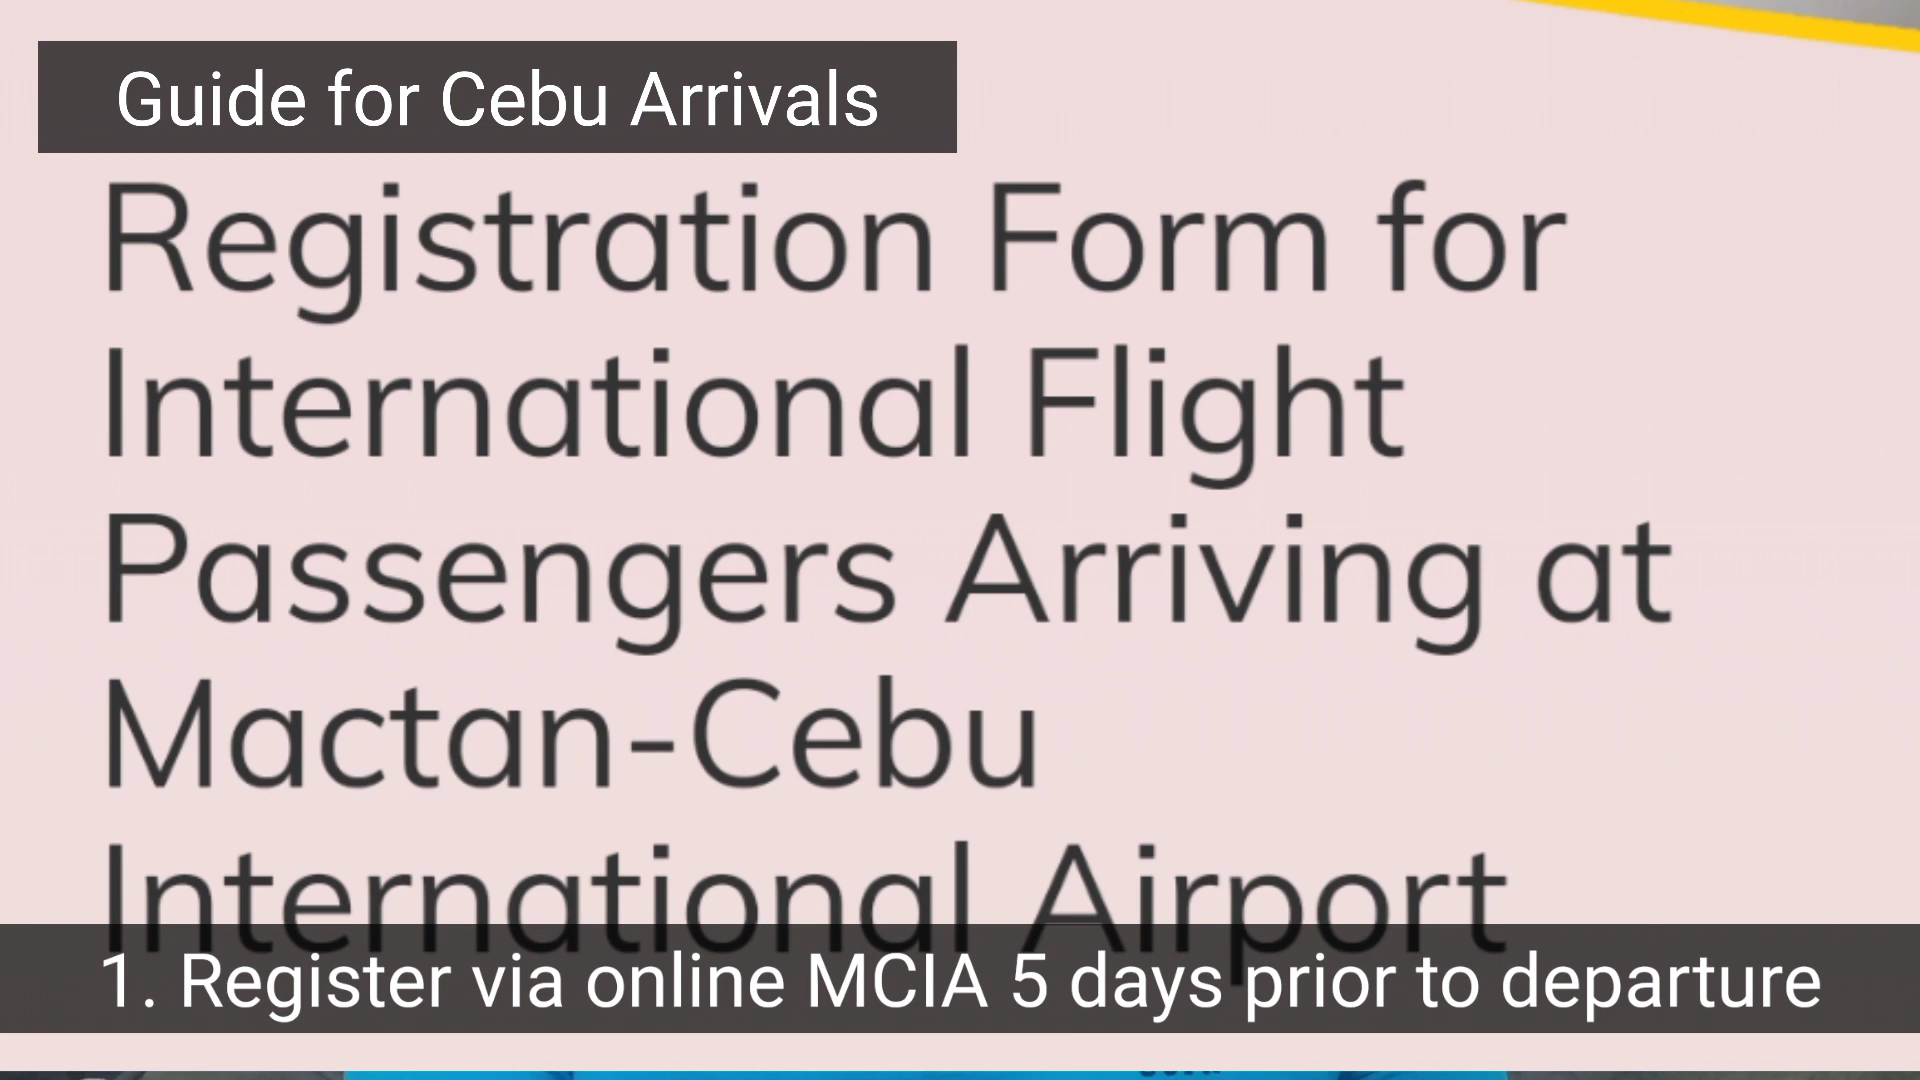 Guide for Cebu Arrivals
Registration Form for
International Flight
Passengers Arriving at
Mactan-Cebu
International Airport
1. Register via online MCIA 5 days prior to departure